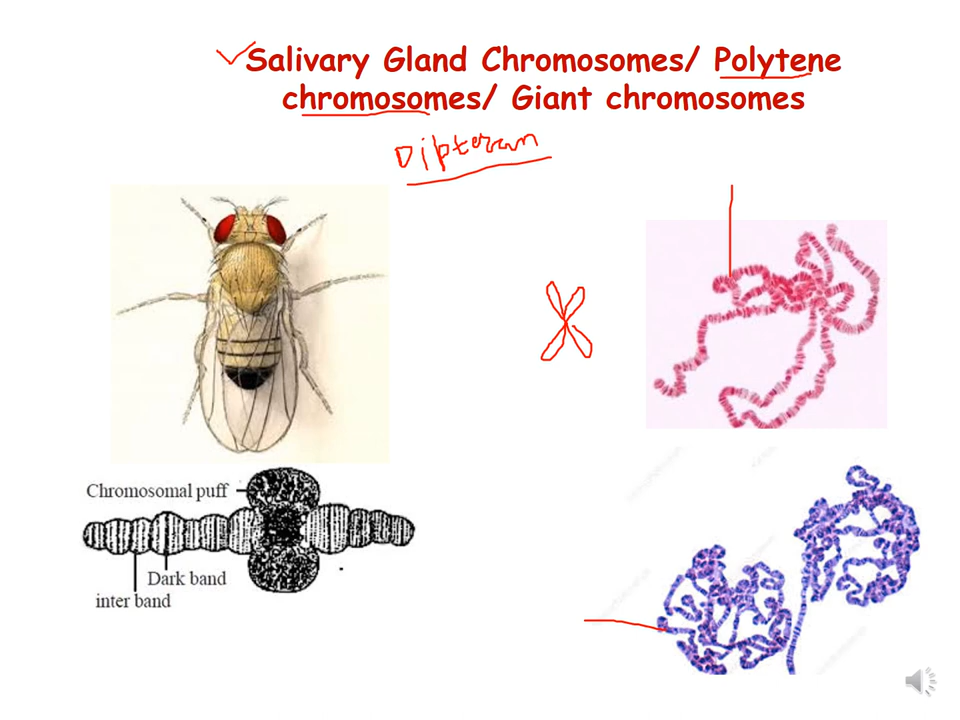 Salivary Gland Chromosomes/ Polytene
chromosomes/ Giant chromosomes
Dipteran
Chromosomal puff
Dark band
inter band